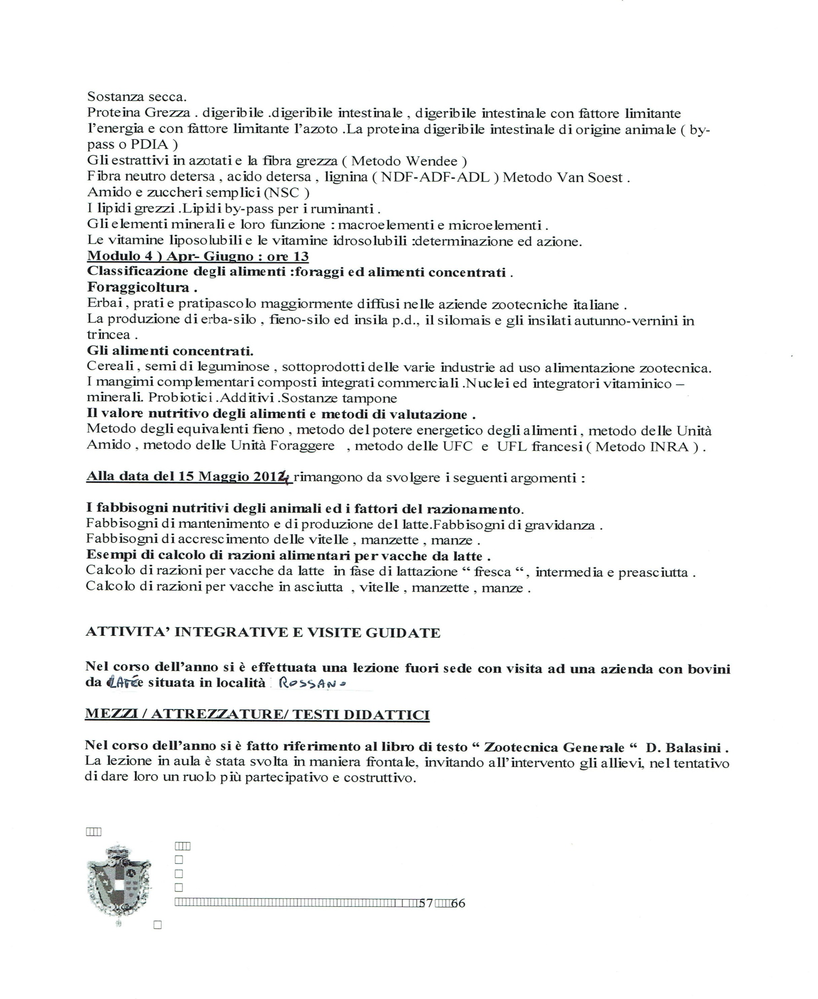 Sostanza secca.
Proteina Grezza . digeribile .digeribile intestinale , digeribile intestinale con fattore limitante
l'energia e con fattore limitante l'azoto .La proteina digeribile intestinale di origine animale ( by-
pass o PDIA )
Gli estrattivi in azotati e la fibra grezza ( Metodo Wendee )
Fibra neutro detersa , acido detersa , lignina ( NDF-ADF-ADL ) Metodo Van Soest .
Amido e zuccheri semplici (NSC )
I lipidi grezzi .Lipidi by-pass per i ruminanti .
Gli elementi minerali e loro funzione : macroelementi e microelementi .
Le vitamine liposolubili e le vitamine idrosolubili :determinazione ed azione.
Modulo 4 ) Apr- Giugno : ore 13
Classificazione degli alimenti :foraggi ed alimenti concentrati .
Foraggicoltura .
Erbai , prati e pratipascolo maggiormente diffusi nelle aziende zootecniche italiane .
La produzione di erba-silo , fieno-silo ed insila p.d., il silomais e gli insilati autunno-vernini in
trincea .
Gli alimenti concentrati.
Cereali , semi di leguminose , sottoprodotti delle varie industrie ad uso alimentazione zootecnica.
I mangimi complementari composti integrati commerciali .Nuclei ed integratori vitaminico –
minerali. Probiotici .Additivi .Sostanze tampone
Il valore nutritivo degli alimenti e metodi di valutazione .
Metodo degli equivalenti fieno , metodo del potere energetico degli alimenti , metodo delle Unità
Amido , metodo delle Unità Foraggere , metodo delle UFC e UFL francesi ( Metodo INRA ) .
Alla data del 15 Maggio 2014 rimangono da svolgere i seguenti argomenti :
I fabbisogni nutritivi degli animali ed i fattori del razionamento.
Fabbisogni di mantenimento e di produzione del latte.Fabbisogni di gravidanza .
Fabbisogni di accrescimento delle vitelle , manzette , manze .
Esempi di calcolo di razioni alimentari per vacche da latte .
Calcolo di razioni per vacche da latte in fase di lattazione “ fresca “, intermedia e preasciutta .
Calcolo di razioni per vacche in asciutta , vitelle , manzette , manze .
ATTIVITA’ INTEGRATIVE E VISITE GUIDATE
Nel corso dell’anno si è effettuata una lezione fuori sede con visita ad una azienda con bovini
da situata in località ROSSANO
MEZZI / ATTREZZATURE/ TESTI DIDATTICI
Nel corso dell’anno si è fatto riferimento al libro di testo “ Zootecnica Generale “ D. Balasini .
La lezione in aula è stata svolta in maniera frontale, invitando all’intervento gli allievi, nel tentativo
di dare loro un ruolo più partecipativo e costruttivo.
57 66